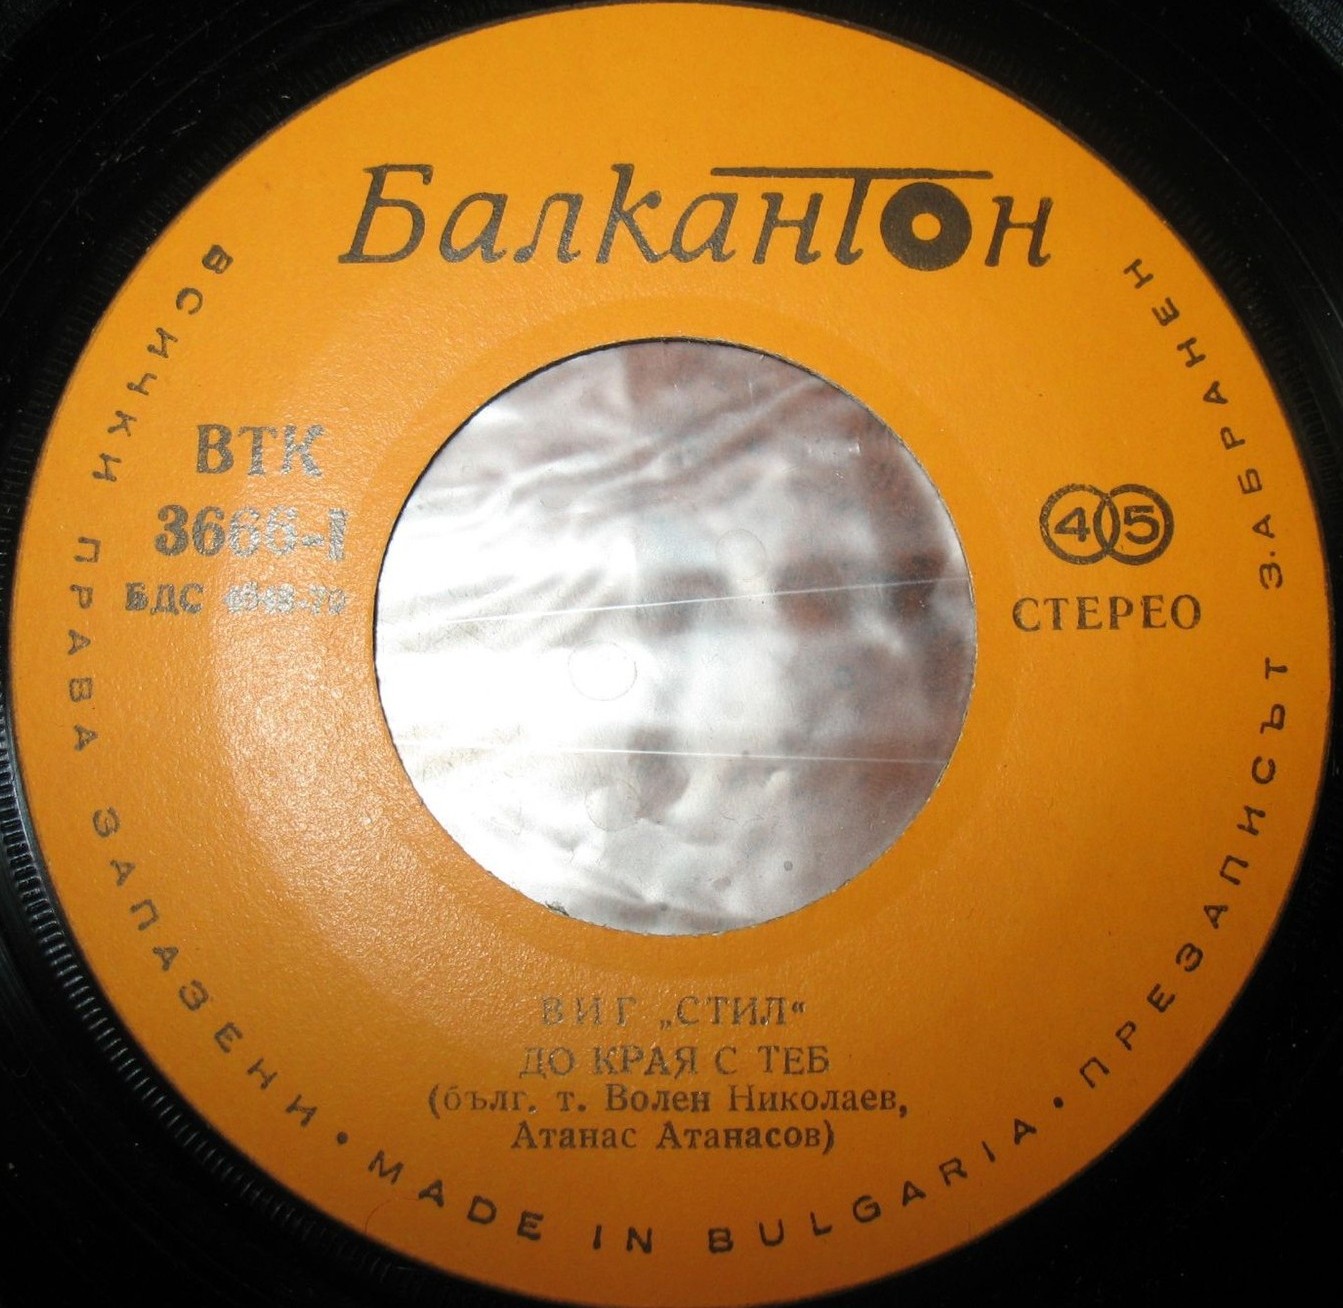 Балкантон
ВТК
3666-I
БДС
45
СТЕРЕО
ВИГ „СТИЛ“
ДО КРАЯ С ТЕБ
(бълг. т. Волен Николаев,
Атанас Атанасов)
ВСИЧКИ ПРАВА ЗАПАЗЕНИ • MADE IN BULGARIA • ПРЕЗАПИСЪТ ЗАБРАНЕН